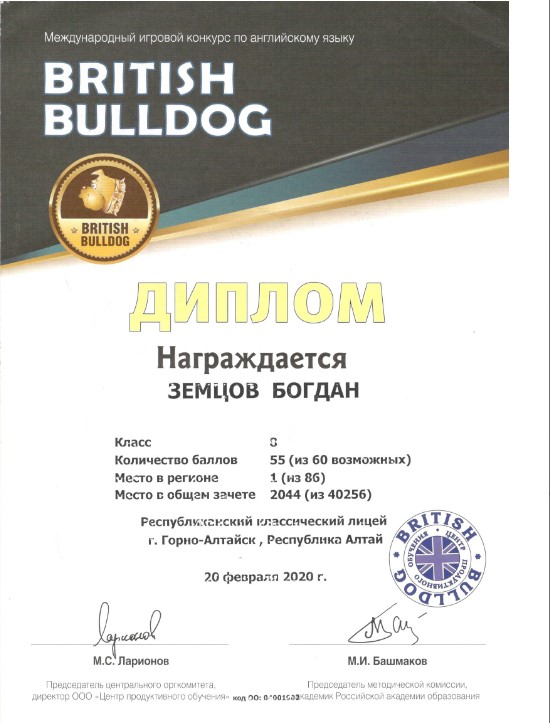 Международный игровой конкурс по английскому языку
BRITISH
BULLDOG
BRITISH
BULLDOG
ДИПЛОМ
Награждается
ЗЕМЦОВ БОГДАН
Класс 8
Количество баллов 55 (из 60 возможных)
Место в регионе 1 (из 86)
Место в общем зачете 2044 (из 40256)
Республиканский классический лицей
г. Горно-Алтайск , Республика Алтай
BRITISH BULLDOG
ЦЕНТР ПРОДУКТИВНОГО ОБУЧЕНИЯ
20 февраля 2020 г.
Ларионов
М.С. Ларионов
М.И. Башмаков
Председатель центрального оргкомитета,
директор ООО «Центр продуктивного обучения»
код ОО:
Председатель методической комиссии,
академик Российской академии образования